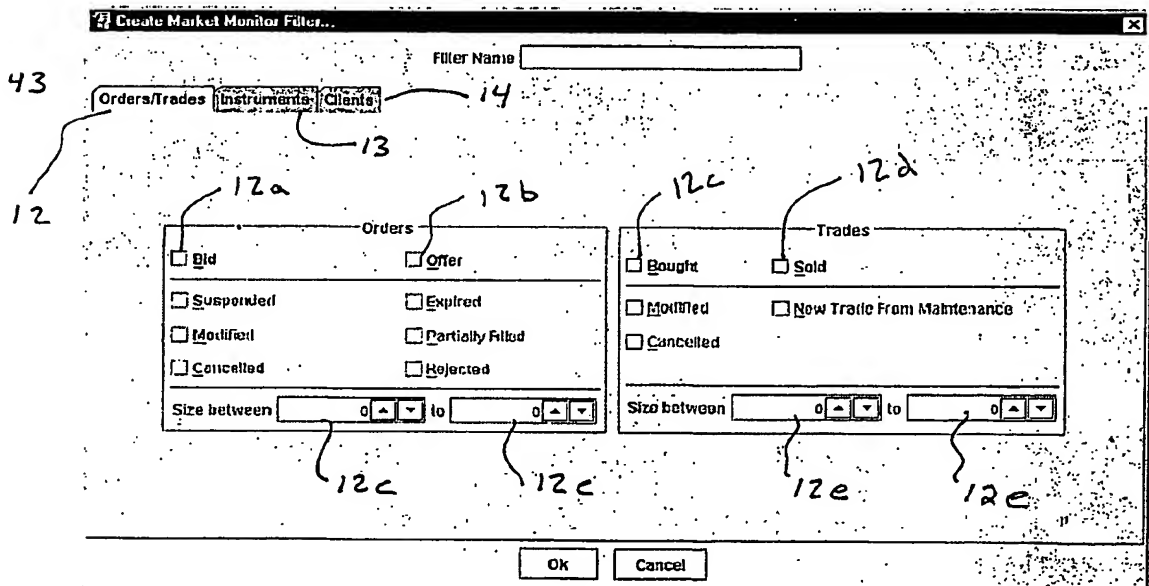 Create Market Monitor Filter...
Filter Name
43
Orders/Trades Instruments Clients 14
13
12
12a 12b 12c 12d
Orders Trades
Bid Offer Bought Sold
Suspended Expired Modified New Trade From Maintenance
Modified Partially Filled Cancelled
Cancelled Rejected
Size between 0 to 0 Size between 0 to 0
12e 12e 12e 12e
Ok Cancel